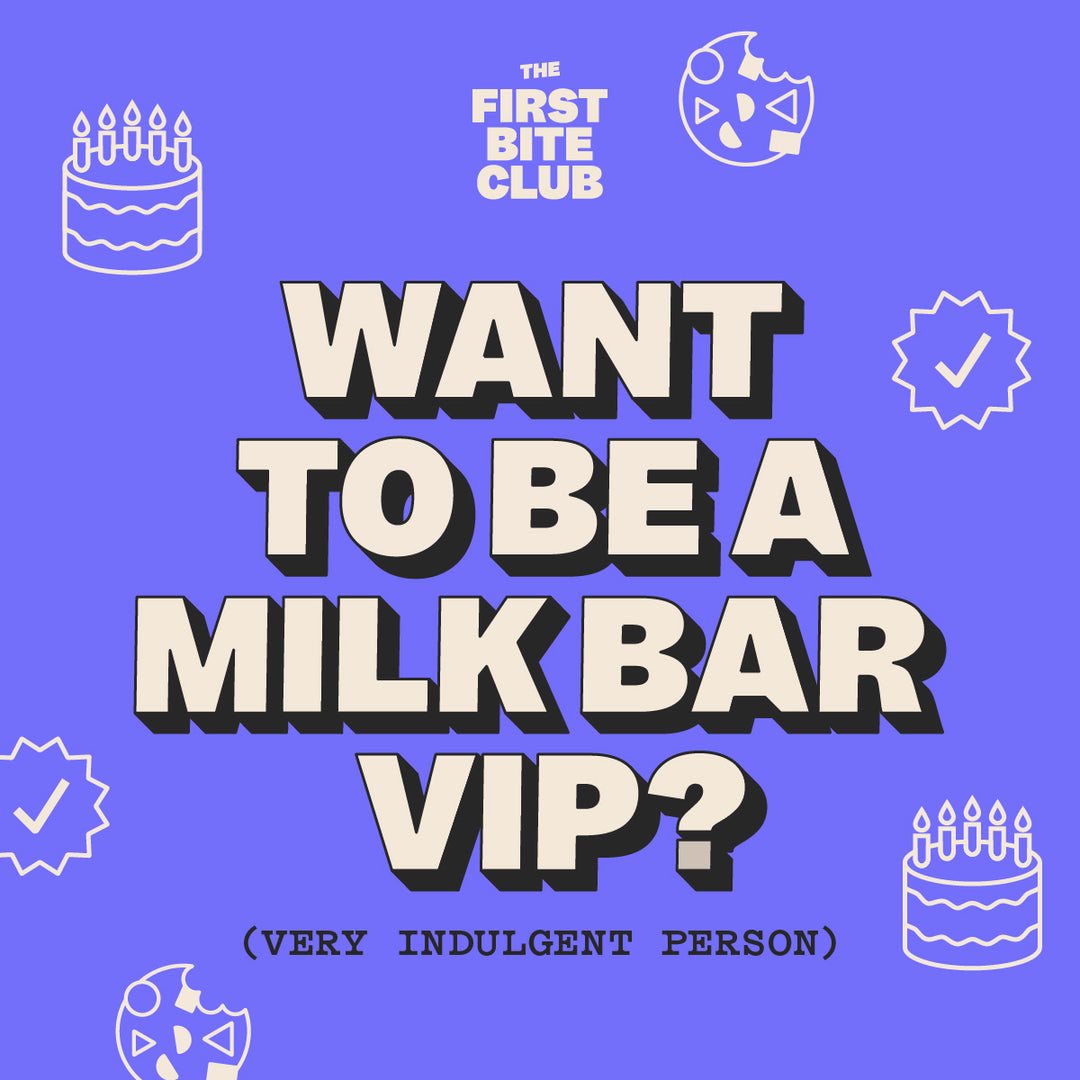 THE
FIRST
BITE
CLUB
WANT
TO BE A
MILK BAR
VIP?
(VERY INDULGENT PERSON)